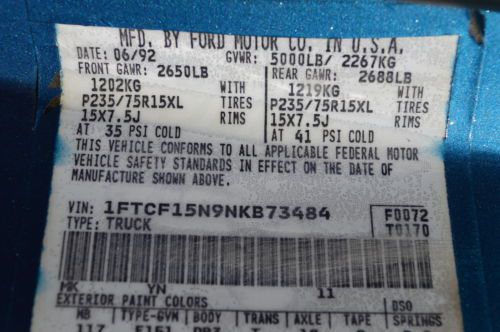 MFD. BY FORD MOTOR CO. IN U.S.A.
DATE: 06/92 GVWR: 5000LB/ 2267KG
FRONT GAWR: 2650LB REAR GAWR: 2688LB
1202KG WITH 1219KG WITH
P235/75R15XL TIRES P235/75R15XL TIRES
15X7.5J RIMS 15X7.5J RIMS
AT 35 PSI COLD AT 41 PSI COLD
THIS VEHICLE CONFORMS TO ALL APPLICABLE FEDERAL MOTOR
VEHICLE SAFETY STANDARDS IN EFFECT ON THE DATE OF
MANUFACTURE SHOWN ABOVE.
VIN: 1FTCF15N9NKB73484 F0072
TYPE: TRUCK T0170
MK YN 11
EXTERIOR PAINT COLORS DSO
WB TYPE-GVM BODY TRANS AXLE TAPE SPRINGS
117 F151